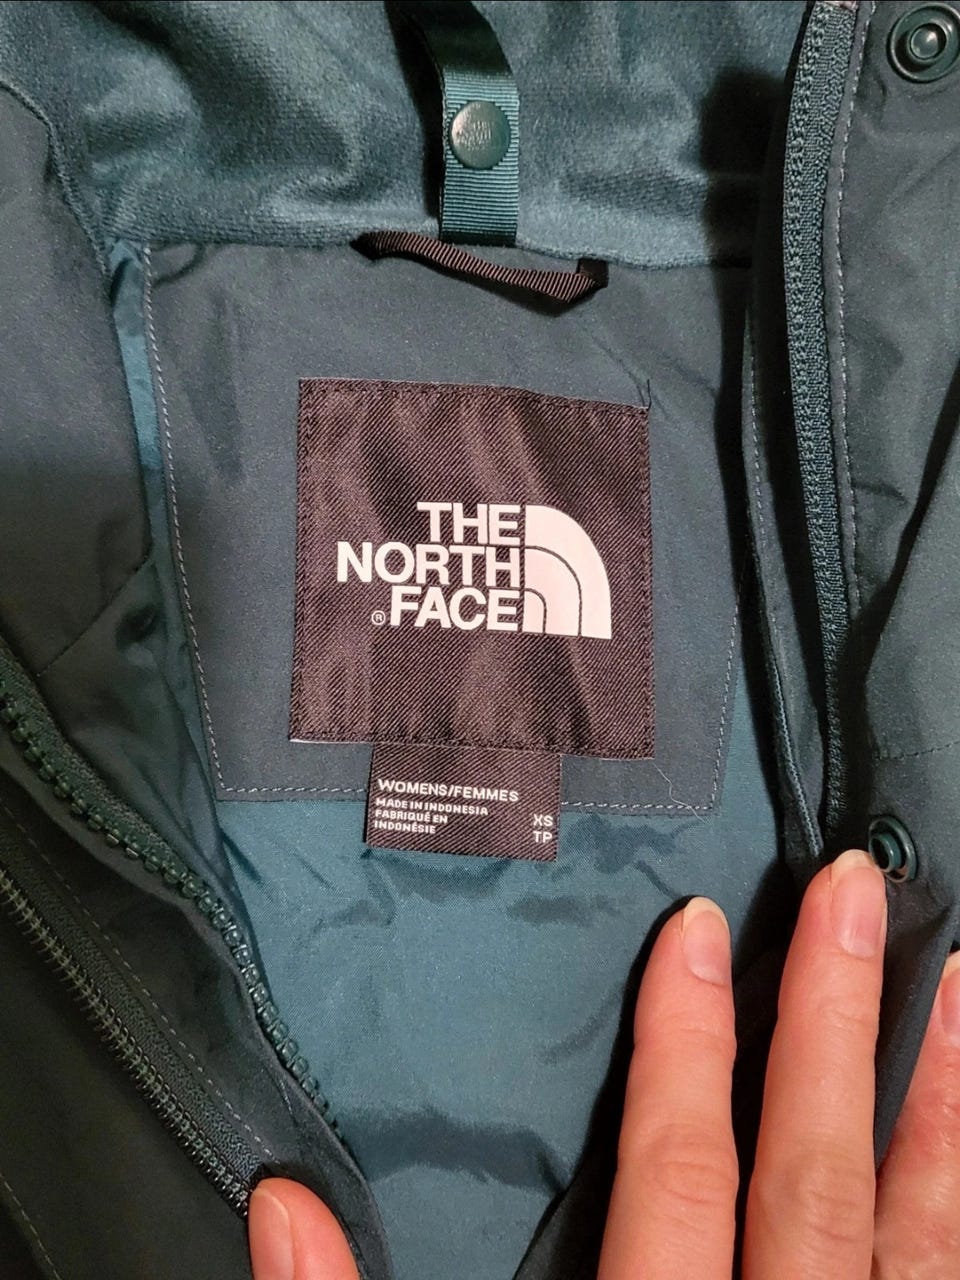 THE
NORTH
® FACE
WOMENS/FEMMES
MADE IN INDONESIA
FABRIQUÉ EN
INDONÉSIE
XS
TP